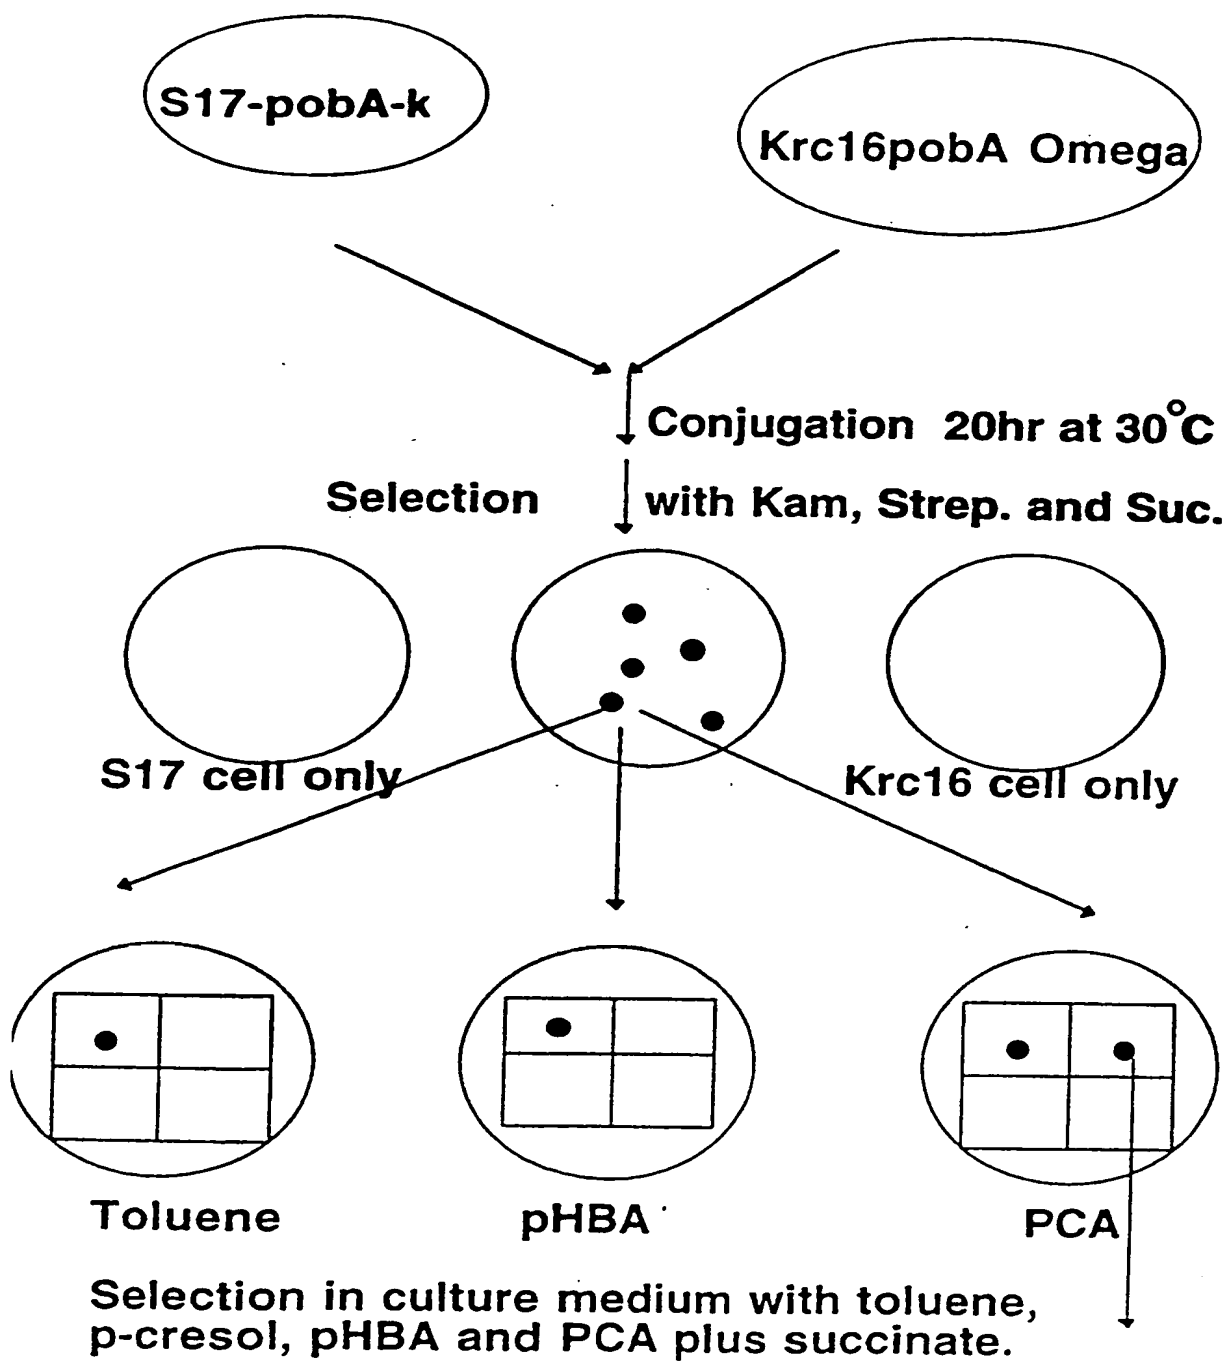 S17-pobA-k
Krc16pobA Omega
Conjugation 20hr at 30°C
Selection with Kam, Strep. and Suc.
S17 cell only
Krc16 cell only
Toluene
pHBA
PCA
Selection in culture medium with toluene,
p-cresol, pHBA and PCA plus succinate.